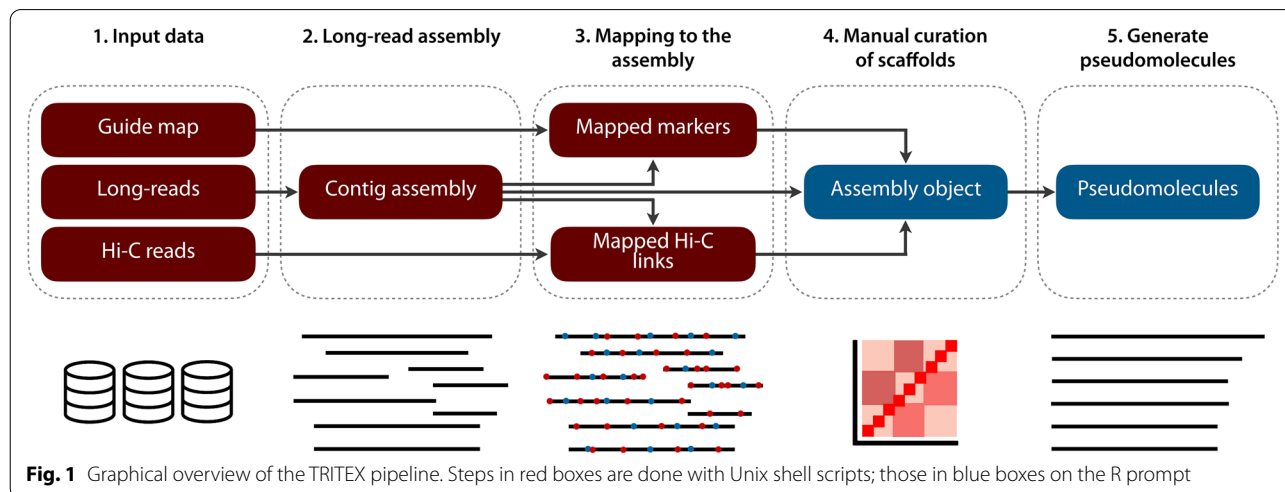 1. Input data
2. Long-read assembly
3. Mapping to the
assembly
4. Manual curation
of scaffolds
5. Generate
pseudomolecules
Guide map
Mapped markers
Long-reads
Contig assembly
Assembly object
Pseudomolecules
Hi-C reads
Mapped Hi-C
links
Fig. 1 Graphical overview of the TRITEX pipeline. Steps in red boxes are done with Unix shell scripts; those in blue boxes on the R prompt